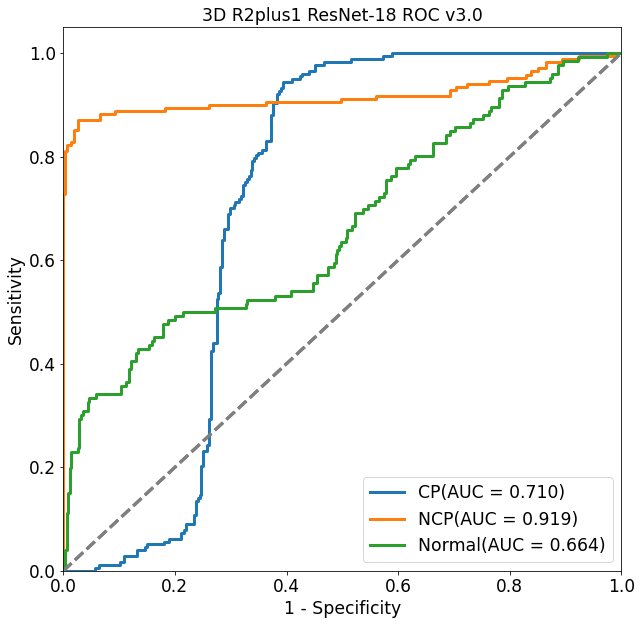 3D R2plus1 ResNet-18 ROC v3.0
1.0
0.8
0.6
0.4
0.2
0.0
Sensitivity
CP(AUC = 0.710)
NCP(AUC = 0.919)
Normal(AUC = 0.664)
0.0 0.2 0.4 0.6 0.8 1.0
1 - Specificity